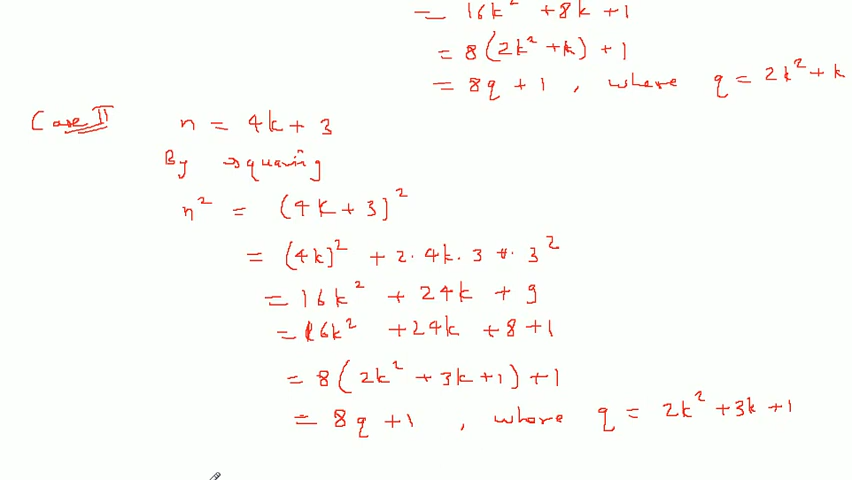 = 16k² + 8k + 1
= 8(2k² + k) + 1
= 8q + 1 , where q = 2k² + k
Case II n = 4k + 3
By squaring
n² = (4k + 3)²
= (4k)² + 2·4k·3 + 3²
= 16k² + 24k + 9
= 16k² + 24k + 8 + 1
= 8(2k² + 3k + 1) + 1
= 8q + 1 , where q = 2k² + 3k + 1